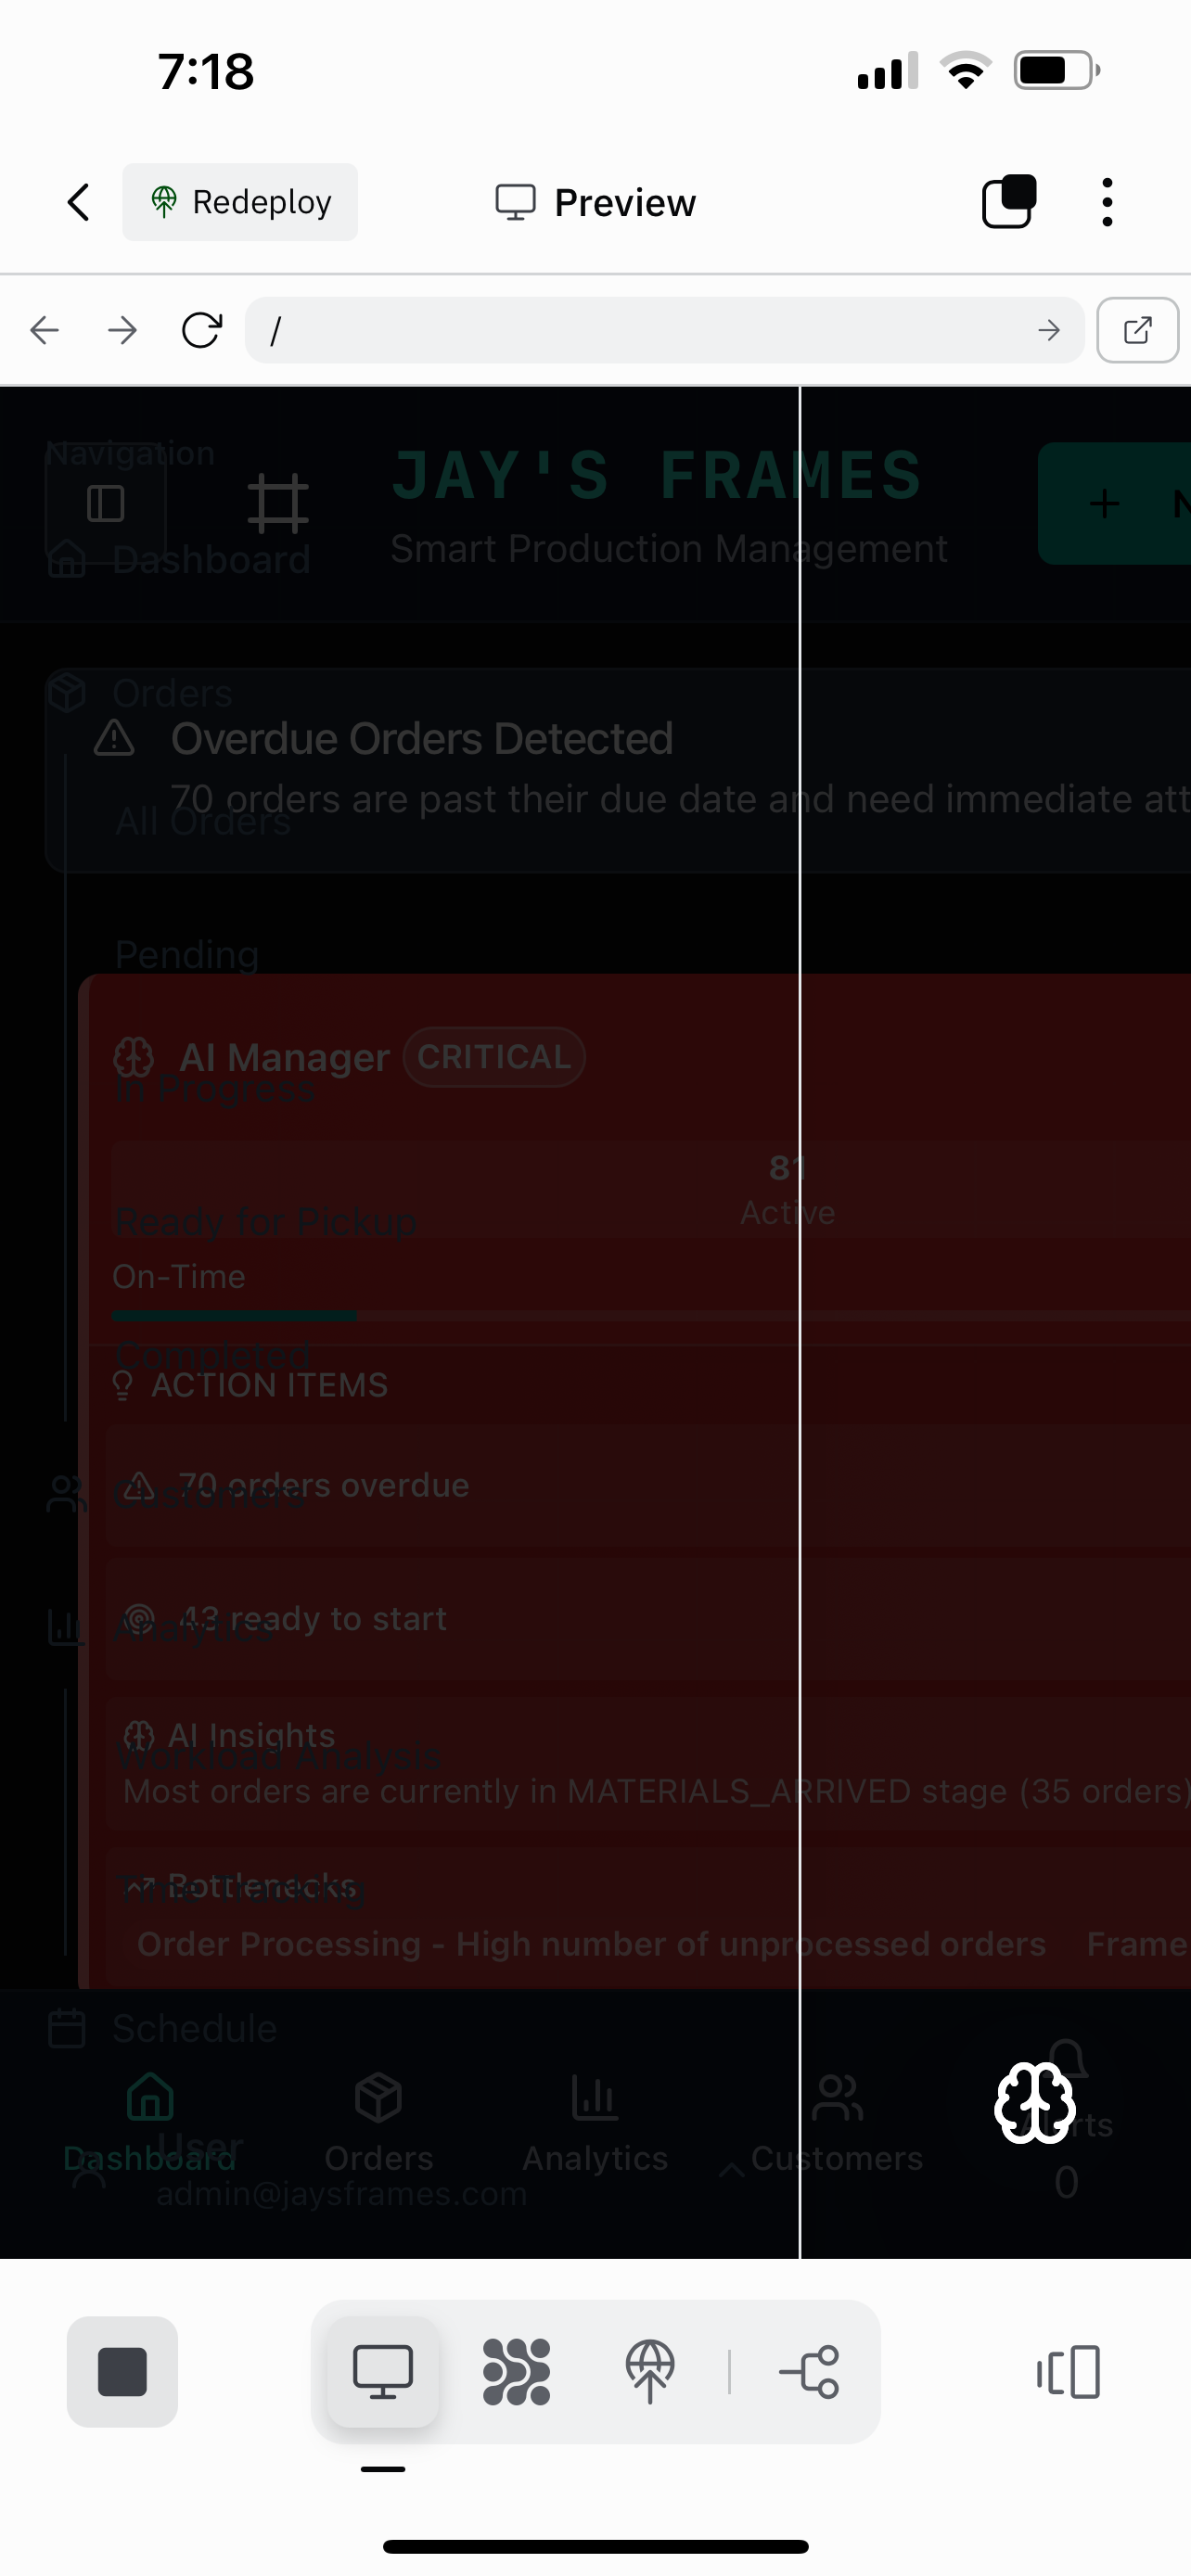 7:18
Redeploy
Preview
/
Navigation
JAY'S FRAMES
N
Smart Production Management
Dashboard
Orders
Overdue Orders Detected
70 orders are past their due date and need immediate att
All Orders
Pending
AI Manager
CRITICAL
In Progress
81
Active
Ready for Pickup
On-Time
Completed
ACTION ITEMS
70 orders overdue
Customers
43 ready to start
Analytics
AI Insights
Workload Analysis
Most orders are currently in MATERIALS_ARRIVED stage (35 orders)
Bottlenecks
Time Tracking
Order Processing - High number of unprocessed orders
Frame
Schedule
Dashboard
Orders
Analytics
Customers
Alerts
User
admin@jaysframes.com
0